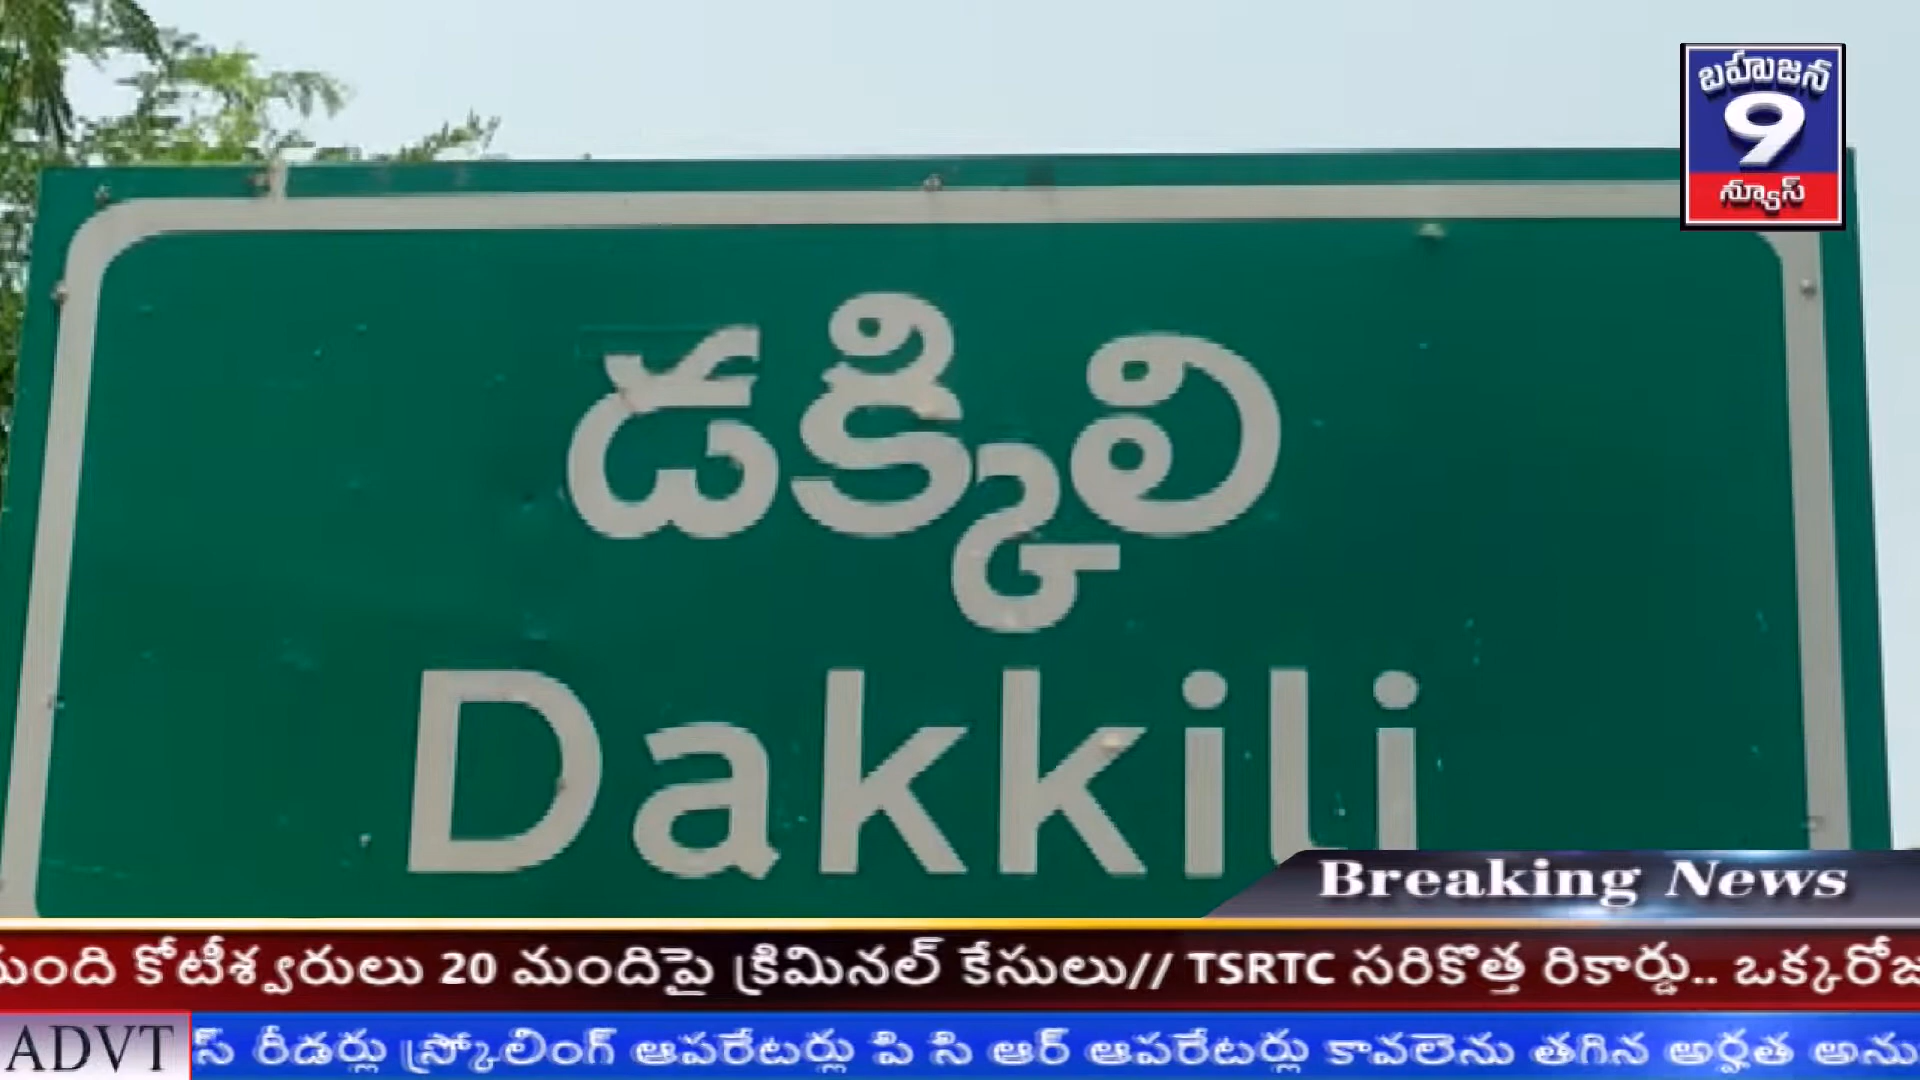 బహుజన
9
న్యూస్
డక్కిలి
Dakkili
Breaking News
మంది కోటీశ్వరులు 20 మందిపై క్రిమినల్ కేసులు// TSRTC సరికొత్త రికార్డు.. ఒక్కరోజు
ADVT
స్ రీడర్లు స్క్రోలింగ్ ఆపరేటర్లు పి సి ఆర్ ఆపరేటర్లు కావలెను తగిన అర్హత అను